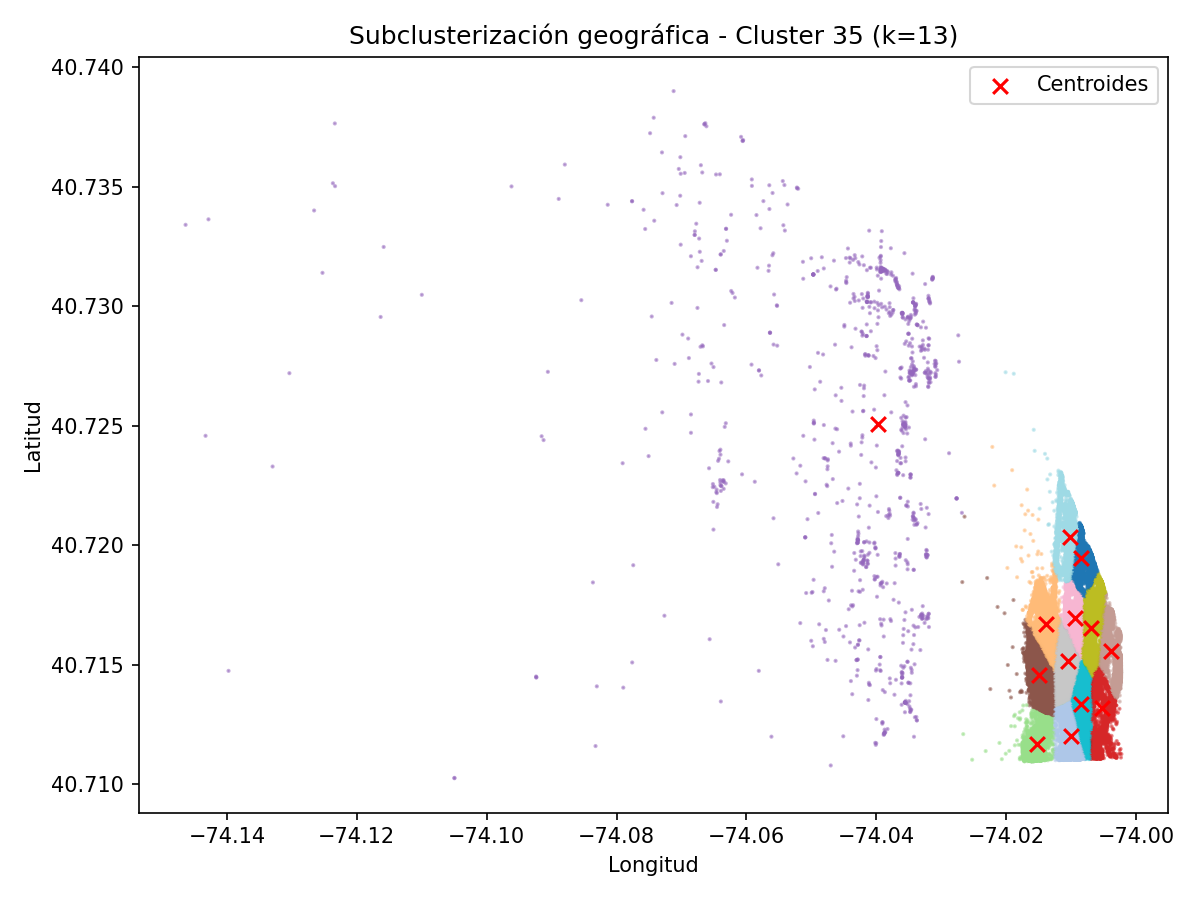 Subclusterización geográfica - Cluster 35 (k=13)
Centroides
40.740
40.735
40.730
40.725
40.720
40.715
40.710
Latitud
−74.14 −74.12 −74.10 −74.08 −74.06 −74.04 −74.02 −74.00
Longitud